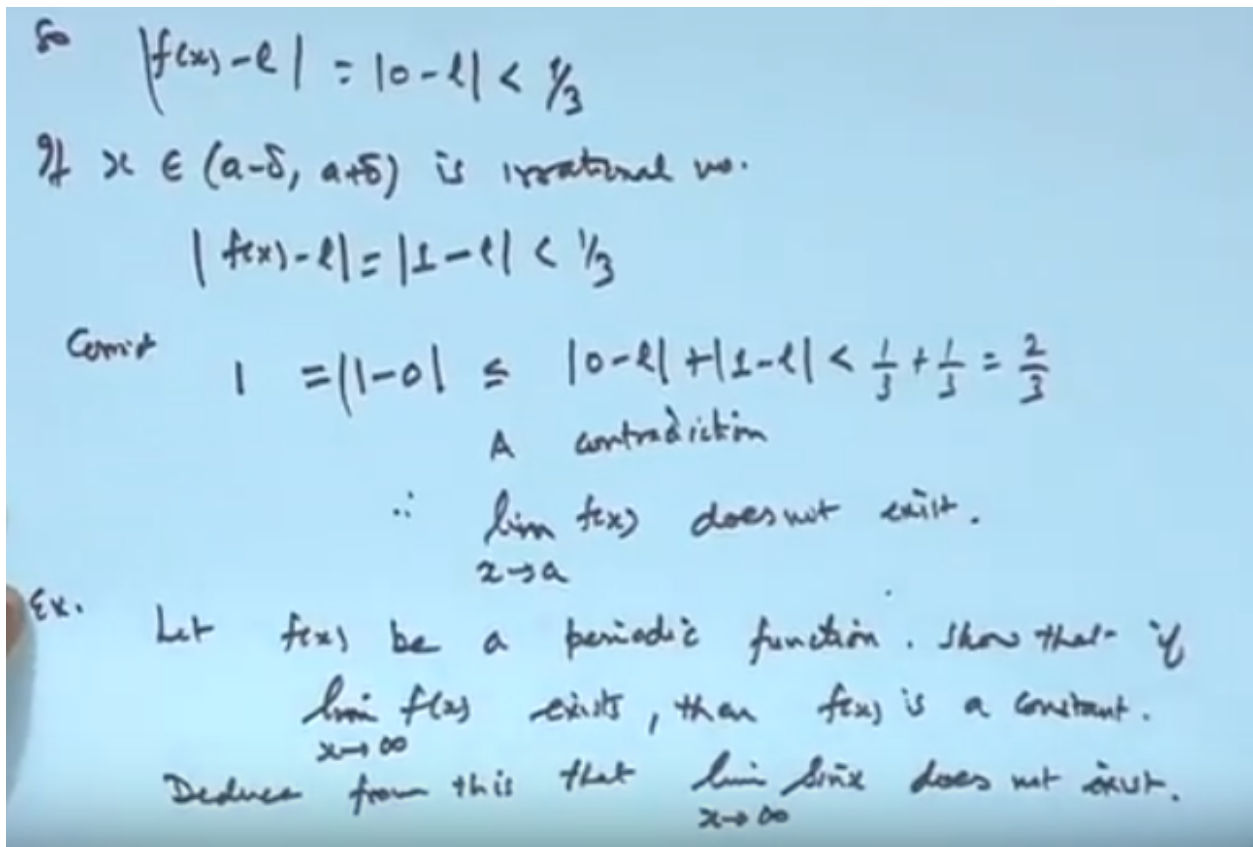 So |f(x)-l| = |0-l| < 1/3
If x ∈ (a-δ, a+δ) is irrational no.
|f(x)-l| = |1-l| < 1/3
1 = |1-0| ≤ |0-l| + |1-l| < 1/3 + 1/3 = 2/3
A contradiction
∴ lim f(x) does not exist.
x→a
Ex. Let f(x) be a periodic function. Show that if
lim f(x) exists, then f(x) is a constant.
x→∞
Deduce from this that lim sin x does not exist.
x→∞